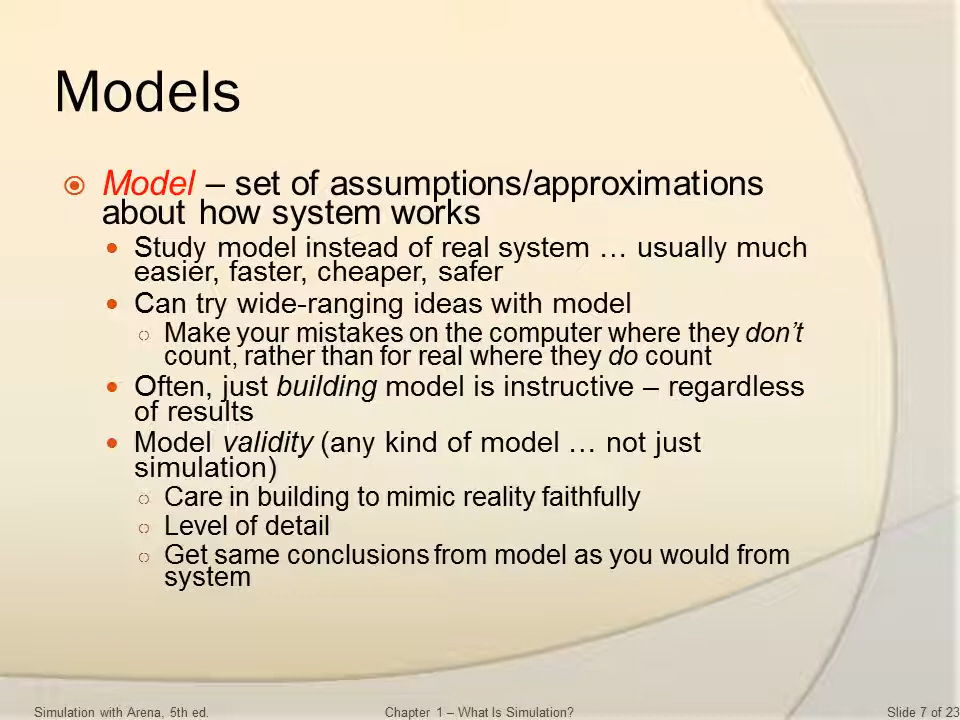 Models
Model – set of assumptions/approximations
about how system works
Study model instead of real system … usually much
easier, faster, cheaper, safer
Can try wide-ranging ideas with model
Make your mistakes on the computer where they don’t
count, rather than for real where they do count
Often, just building model is instructive – regardless
of results
Model validity (any kind of model … not just
simulation)
Care in building to mimic reality faithfully
Level of detail
Get same conclusions from model as you would from
system
Simulation with Arena, 5th ed.
Chapter 1 – What Is Simulation?
Slide 7 of 23